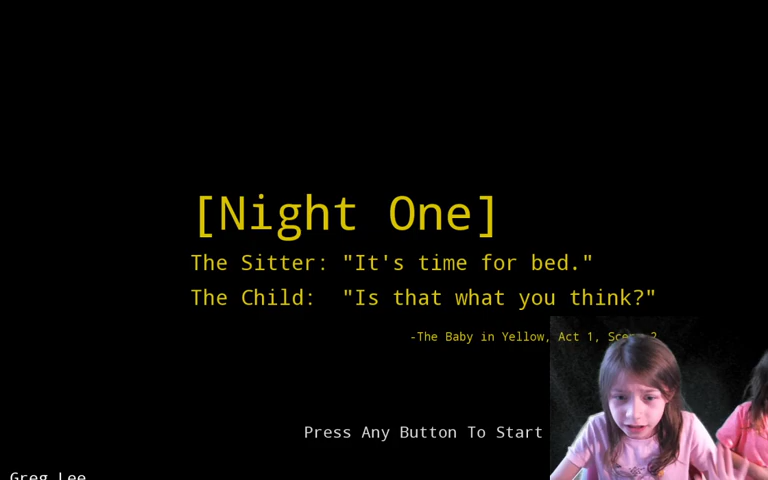 [Night One]
The Sitter: "It's time for bed."
The Child: "Is that what you think?"
-The Baby in Yellow, Act 1, 2
Press Any Button To Start
Greg Lee